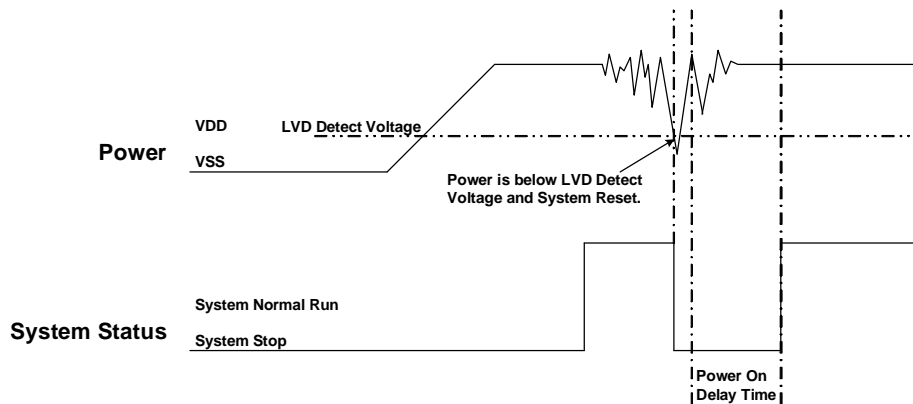 VDD
LVD Detect Voltage
Power
VSS
Power is below LVD Detect
Voltage and System Reset.
System Normal Run
System Status
System Stop
Power On
Delay Time